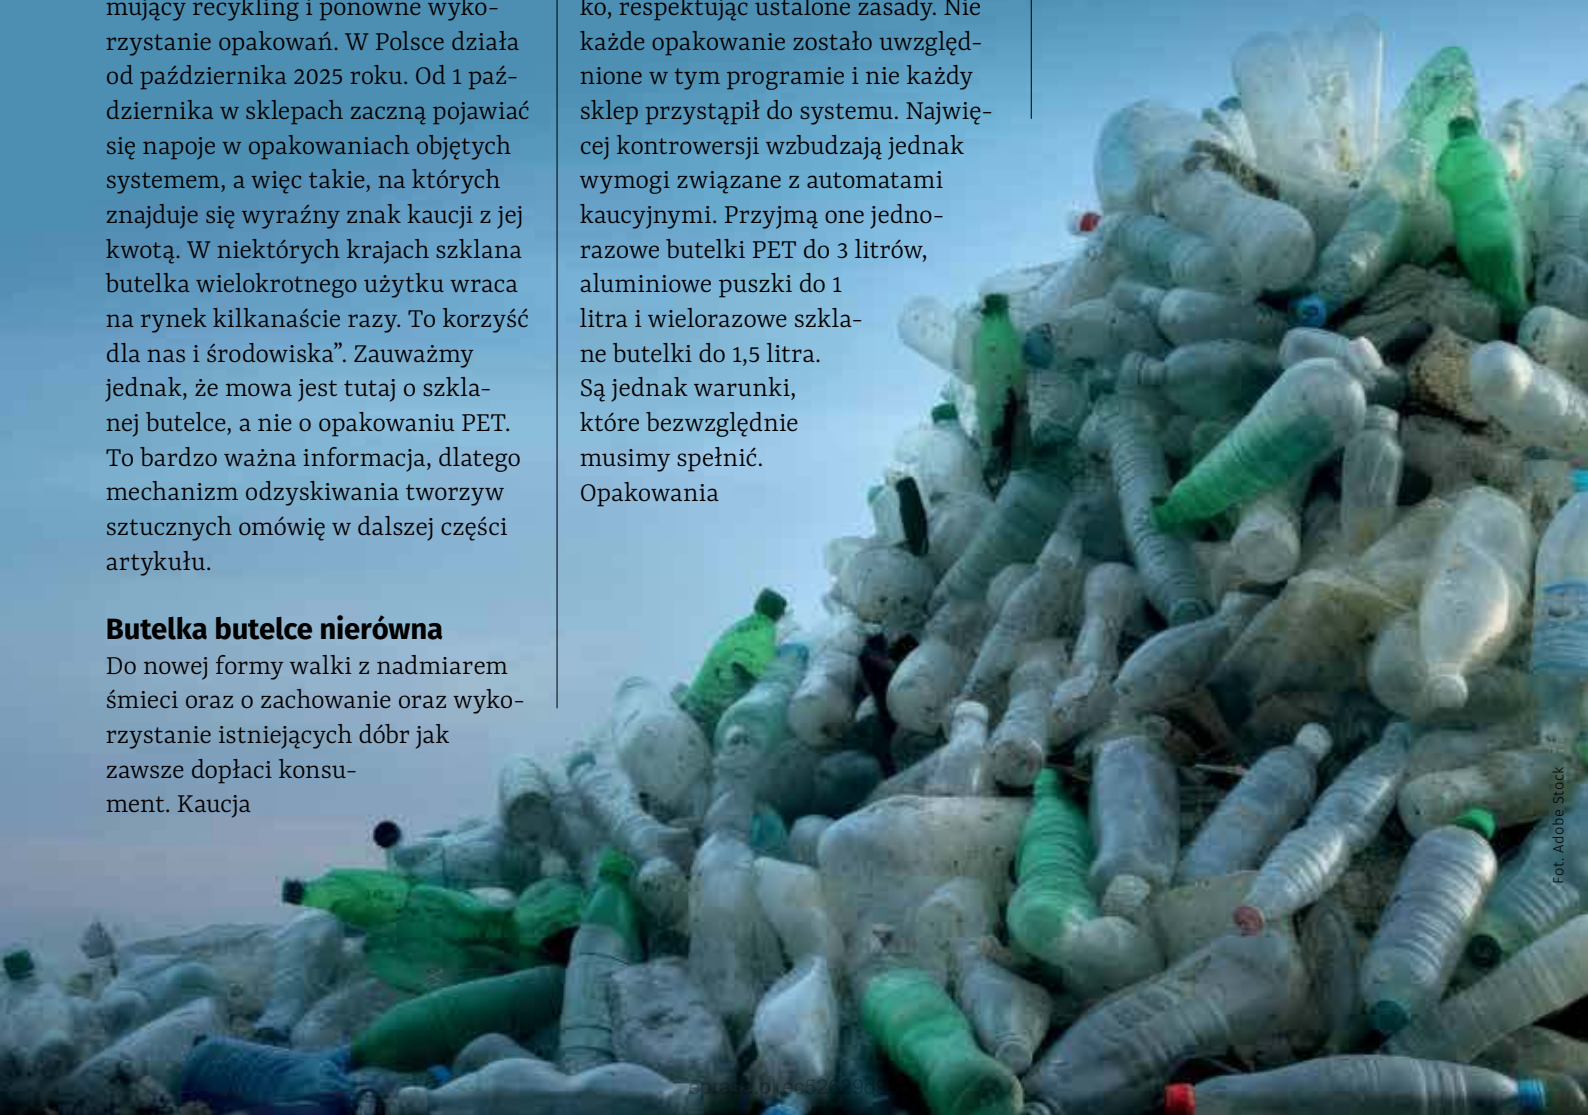 mujący recykling i ponowne wyko-
rzystanie opakowań. W Polsce działa
od października 2025 roku. Od 1 paź-
dziernika w sklepach zaczną pojawiać
się napoje w opakowaniach objętych
systemem, a więc takie, na których
znajduje się wyraźny znak kaucji z jej
kwotą. W niektórych krajach szklana
butelka wielokrotnego użytku wraca
na rynek kilkanaście razy. To korzyść
dla nas i środowiska”. Zauważmy
jednak, że mowa jest tutaj o szkla-
nej butelce, a nie o opakowaniu PET.
To bardzo ważna informacja, dlatego
mechanizm odzyskiwania tworzyw
sztucznych omówię w dalszej części
artykułu.
Butelka butelce nierówna
Do nowej formy walki z nadmiarem
śmieci oraz o zachowanie oraz wyko-
rzystanie istniejących dóbr jak
zawsze dopłaci konsu-
ment. Kaucja
ko, respektując ustalone zasady. Nie
każde opakowanie zostało uwzględ-
nione w tym programie i nie każdy
sklep przystąpił do systemu. Najwię-
cej kontrowersji wzbudzają jednak
wymogi związane z automatami
kaucyjnymi. Przyjmą one jedno-
razowe butelki PET do 3 litrów,
aluminiowe puszki do 1
litra i wielorazowe szkla-
ne butelki do 1,5 litra.
Są jednak warunki,
które bezwzględnie
musimy spełnić.
Opakowania
Fot. Adobe Stock